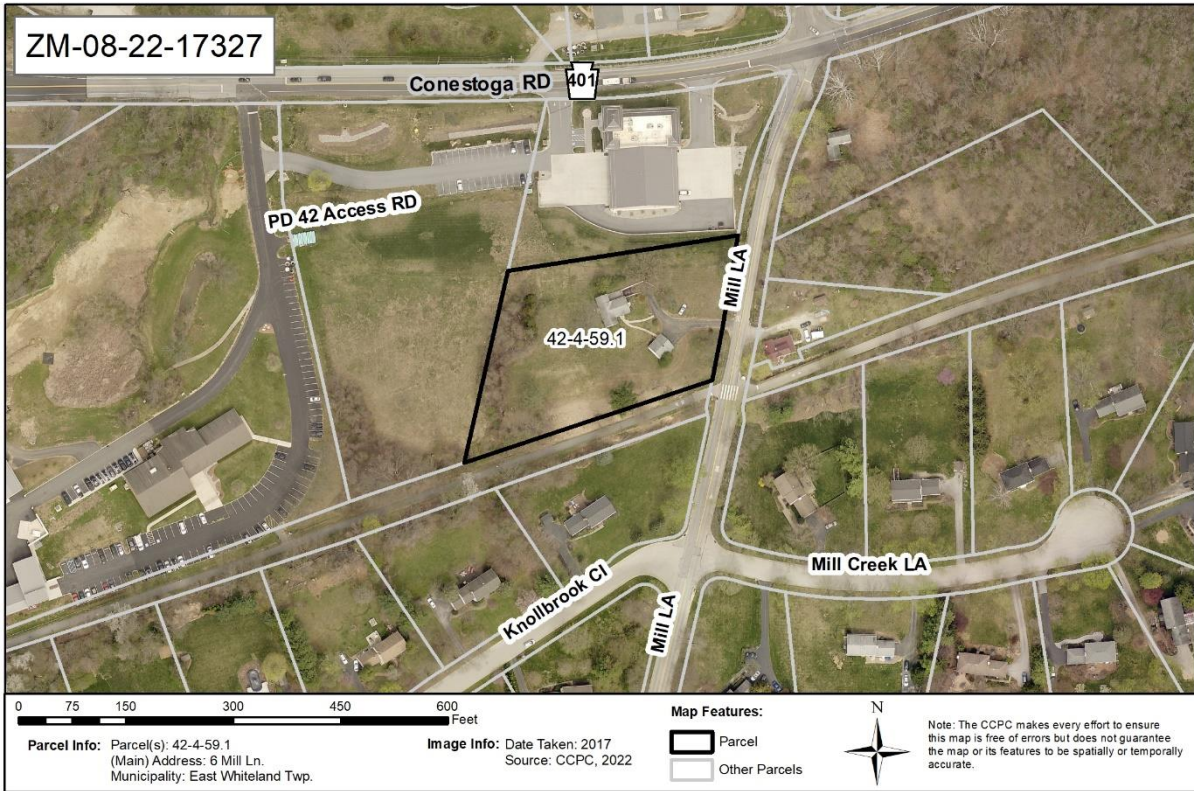 ZM-08-22-17327
Conestoga RD
401
PD 42 Access RD
Mill LA
42-4-59.1
Mill Creek LA
Knollbrook CI
Mill LA
0 75 150 300 450 600
Feet
Parcel Info: Parcel(s): 42-4-59.1
(Main) Address: 6 Mill Ln.
Municipality: East Whiteland Twp.
Image Info: Date Taken: 2017
Source: CCPC, 2022
Map Features:
Parcel
Other Parcels
N
Note: The CCPC makes every effort to ensure
this map is free of errors but does not guarantee
the map or its features to be spatially or temporally
accurate.